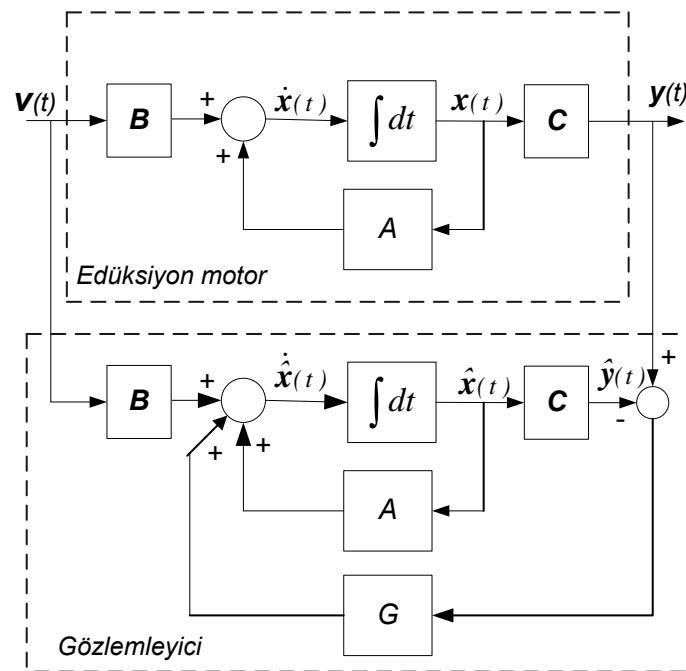 v(t)
B
+
+
ẋ(t)
∫dt
x(t)
C
y(t)
A
Edüksiyon motor
B
+
+
+
x̂̇(t)
∫dt
x̂(t)
C
ŷ(t)
+
-
A
G
Gözlemleyici